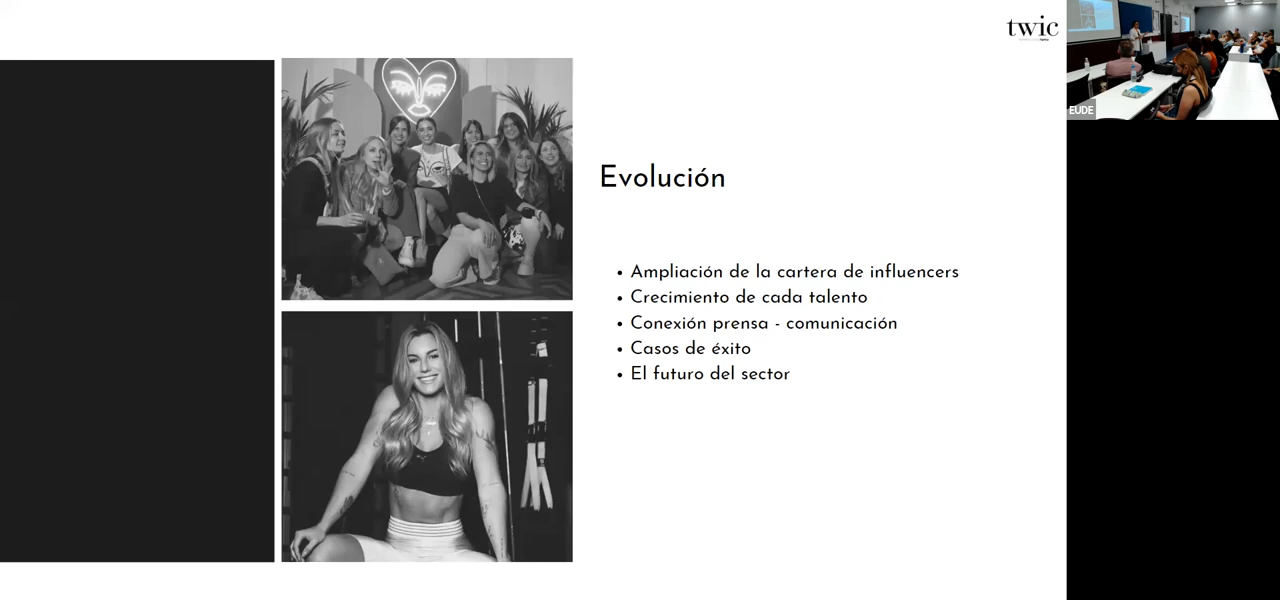 twic
EUDE
Evolución
• Ampliación de la cartera de influencers
• Crecimiento de cada talento
• Conexión prensa - comunicación
• Casos de éxito
• El futuro del sector